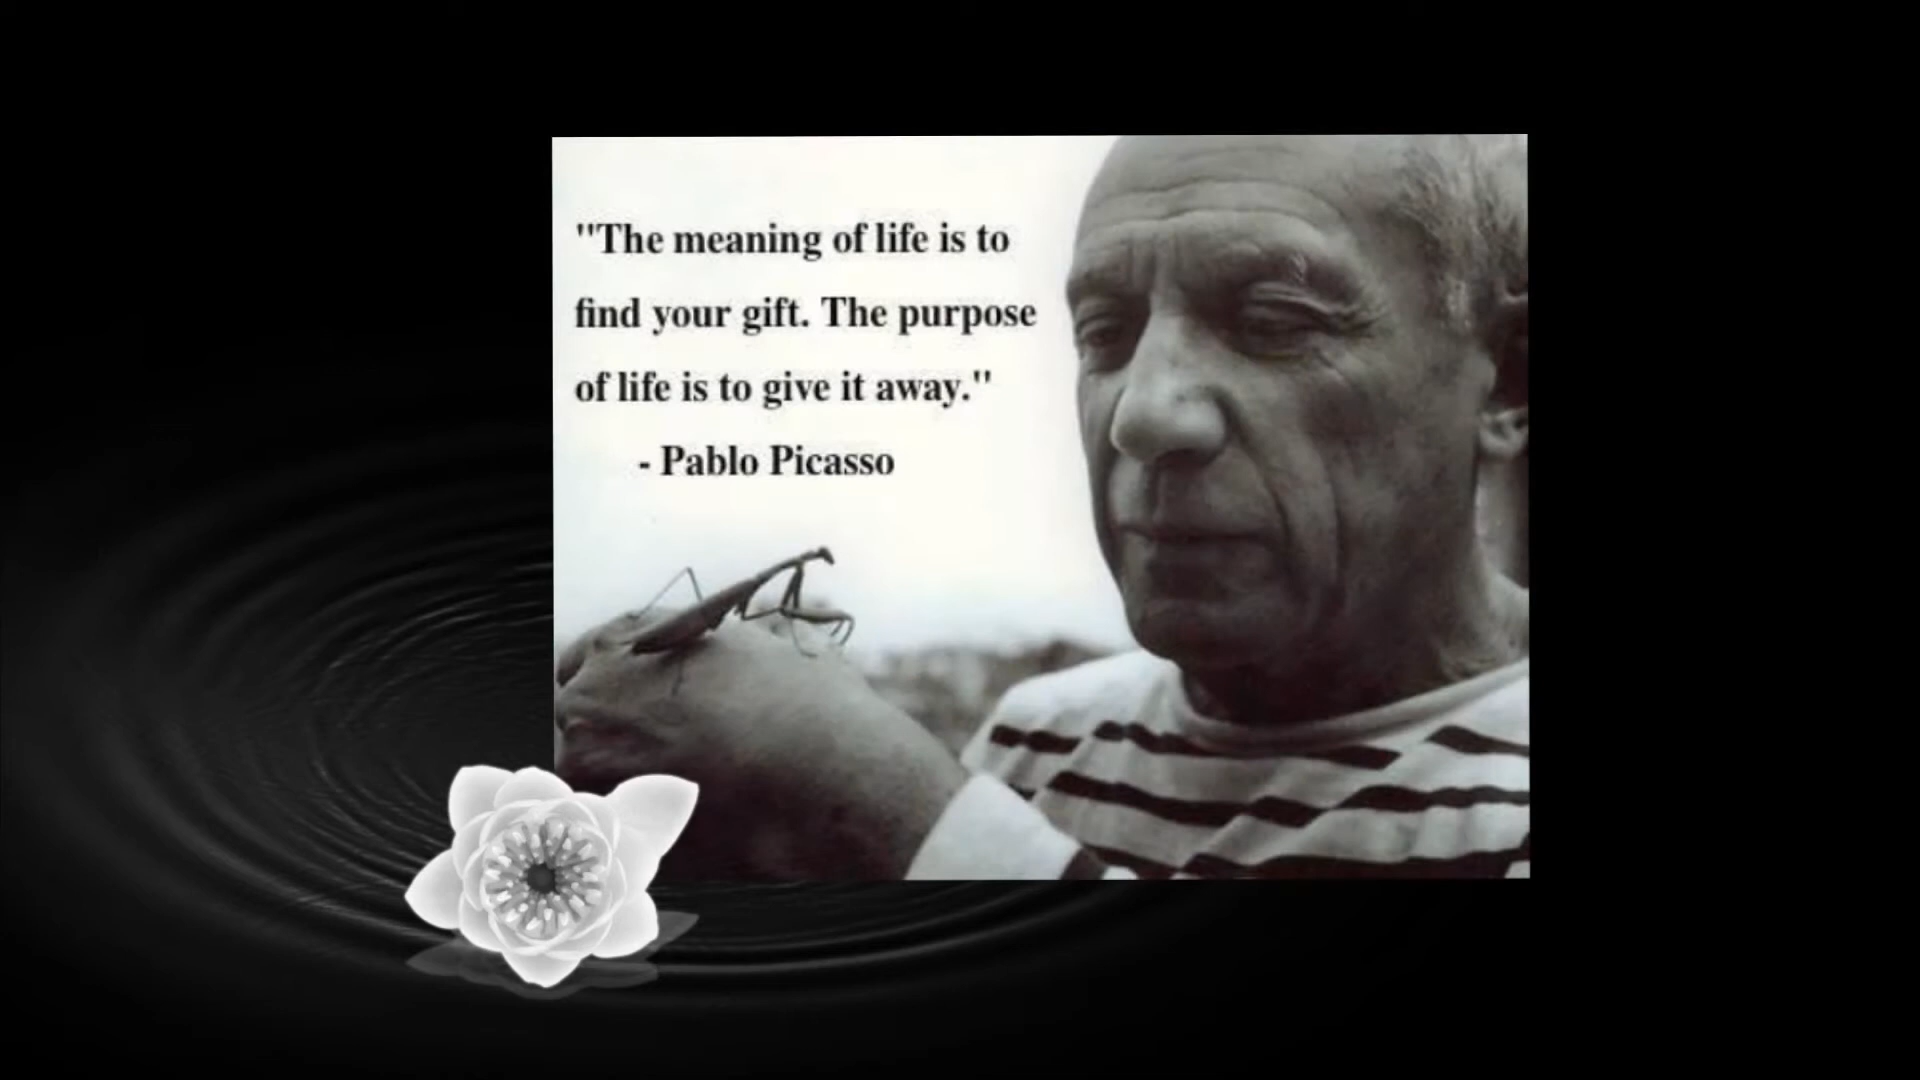 "The meaning of life is to
find your gift. The purpose
of life is to give it away."
- Pablo Picasso